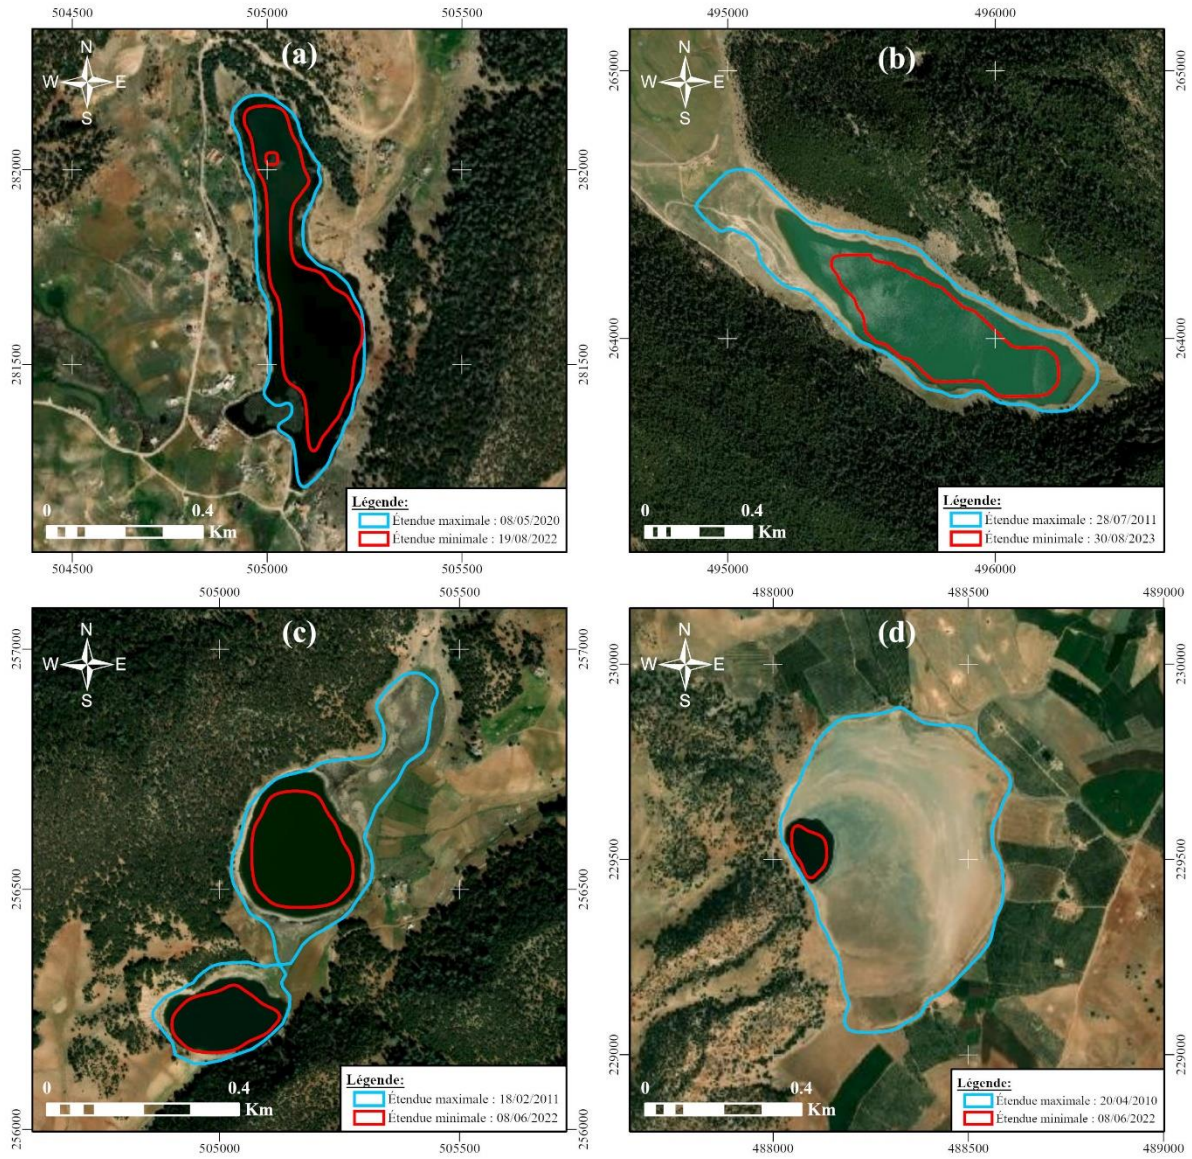 504500 505000 505500
(a)
N
W E
S
282000 282000
281500 281500
Légende:
0 0.4
Km
Étendue maximale : 08/05/2020
Étendue minimale : 19/08/2022
504500 505000 505500
495000 496000
(b)
N
W E
S
265000 265000
264000 264000
Légende:
0 0.4
Km
Étendue maximale : 28/07/2011
Étendue minimale : 30/08/2023
495000 496000
505000 505500
(c)
N
W E
S
257000 257000
256500 256500
Légende:
0 0.4
Km
Étendue maximale : 18/02/2011
Étendue minimale : 08/06/2022
256000 256000
505000 505500
488000 488500 489000
(d)
N
W E
S
230000 230000
229500 229500
229000 229000
Légende:
0 0.4
Km
Étendue maximale : 20/04/2010
Étendue minimale : 08/06/2022
488000 488500 489000